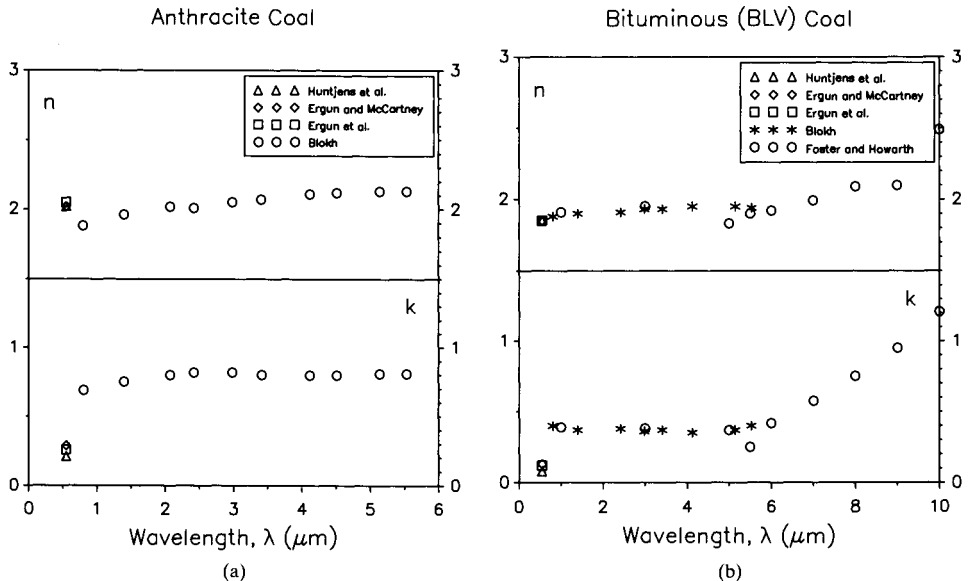 Anthracite Coal
3
2
1
0
n
△ △ △ Huntjens et al.
◇ ◇ ◇ Ergun and McCartney
□ □ □ Ergun et al.
○ ○ ○ Blokh
k
3
2
1
0
0 1 2 3 4 5 6
Wavelength, λ (μm)
(a)
Bituminous (BLV) Coal
3
2
1
0
n
△ △ △ Huntjens et al.
◇ ◇ ◇ Ergun and McCartney
□ □ □ Ergun et al.
* * * Blokh
○ ○ ○ Foster and Howarth
k
3
2
1
0
0 2 4 6 8 10
Wavelength, λ (μm)
(b)